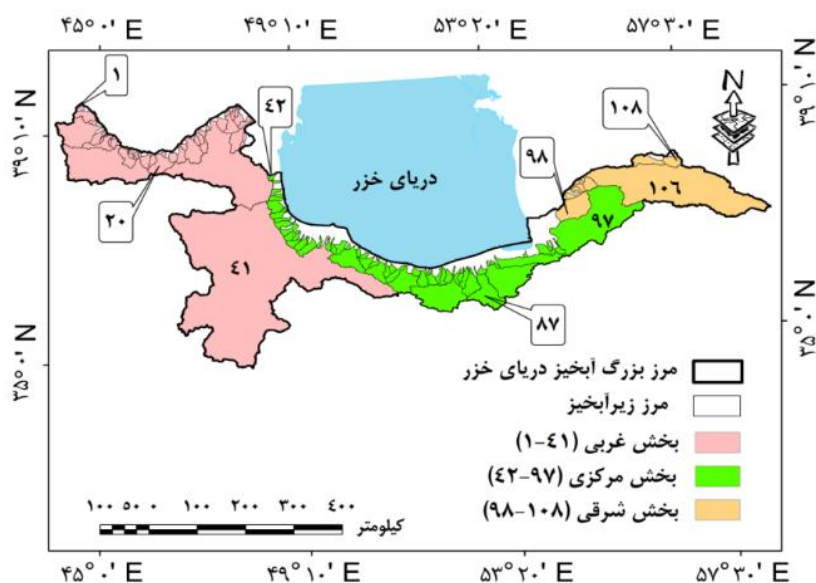 ۴۵°۰' E ۴۹°۱۰' E ۵۳°۲۰' E ۵۷°۳۰' E
۳۹°۱۰' N
۳۹°۱۰' N
۳۵°۰' N
۳۵°۰' N
N
۱
۲۰
۴۱
۴۲
۸۷
۹۷
۹۸
۱۰۶
۱۰۸
دریای خزر
مرز بزرگ آبخیز دریای خزر
مرز زیرآبخیز
بخش غربی (۴۱-۱)
بخش مرکزی (۹۷-۴۲)
بخش شرقی (۱۰۸-۹۸)
۱۰۰ ۵۰ ۰ ۱۰۰ ۲۰۰ ۳۰۰ ۴۰۰
کیلومتر
۴۵°۰' E ۴۹°۱۰' E ۵۳°۲۰' E ۵۷°۳۰' E